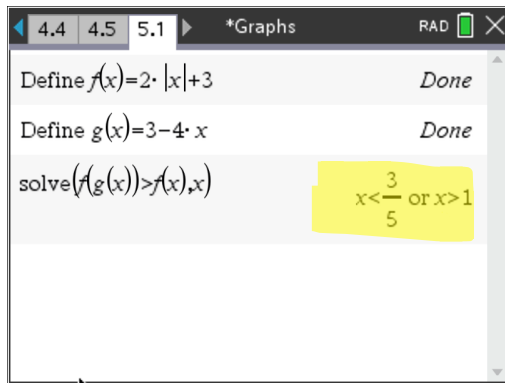 4.4 4.5 5.1 *Graphs RAD
Define f(x)=2·|x|+3 Done
Define g(x)=3−4·x Done
solve(f(g(x))>f(x),x) x<3/5 or x>1